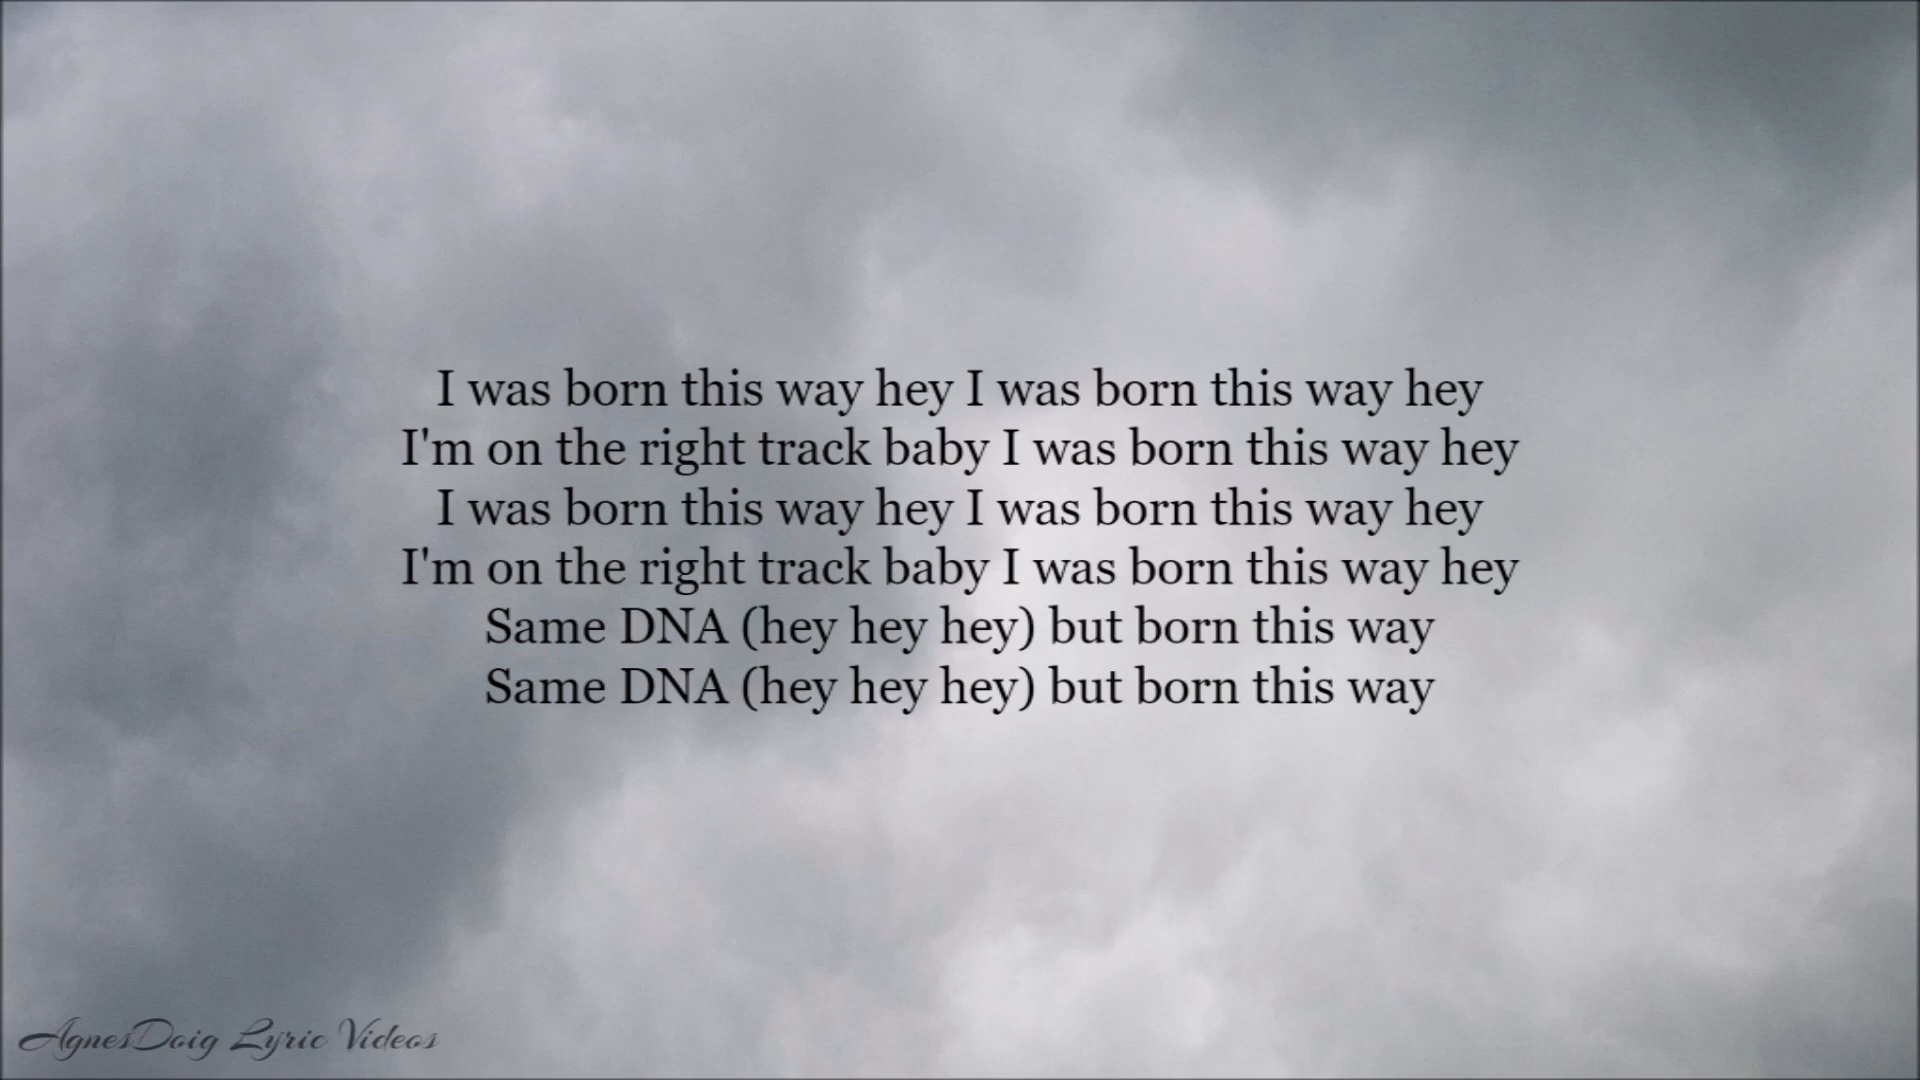 I was born this way hey I was born this way hey
I'm on the right track baby I was born this way hey
I was born this way hey I was born this way hey
I'm on the right track baby I was born this way hey
Same DNA (hey hey hey) but born this way
Same DNA (hey hey hey) but born this way
AgnesDoig Lyric Videos